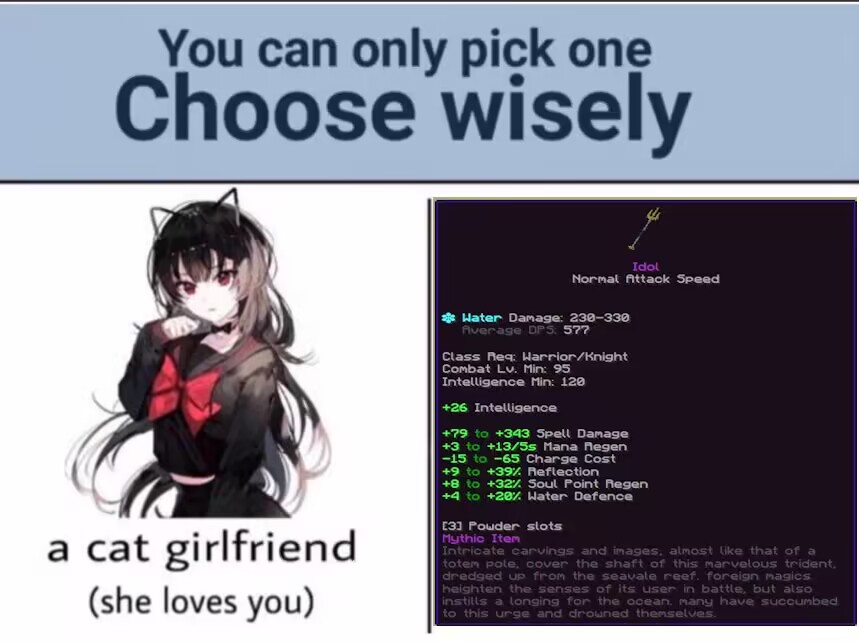 You can only pick one
Choose wisely
a cat girlfriend
(she loves you)
Idol
Normal Attack Speed
Water Damage: 230-330
Average DPS: 577
Class Req: Warrior/Knight
Combat Lv. Min: 95
Intelligence Min: 120
+26 Intelligence
+79 to +343 Spell Damage
+3 to +13/5s Mana Regen
-15 to -65 Charge Cost
+9 to +39% Reflection
+8 to +32% Soul Point Regen
+4 to +20% Water Defence
[3] Powder slots
Mythic Item
Intricate carvings and images, almost like that of a
totem pole, cover the shaft of this marvelous trident,
dredged up from the seavale reef. foreign magics
heighten the senses of its user in battle, but also
instills a longing for the ocean. many have succumbed
to this urge and drowned themselves.